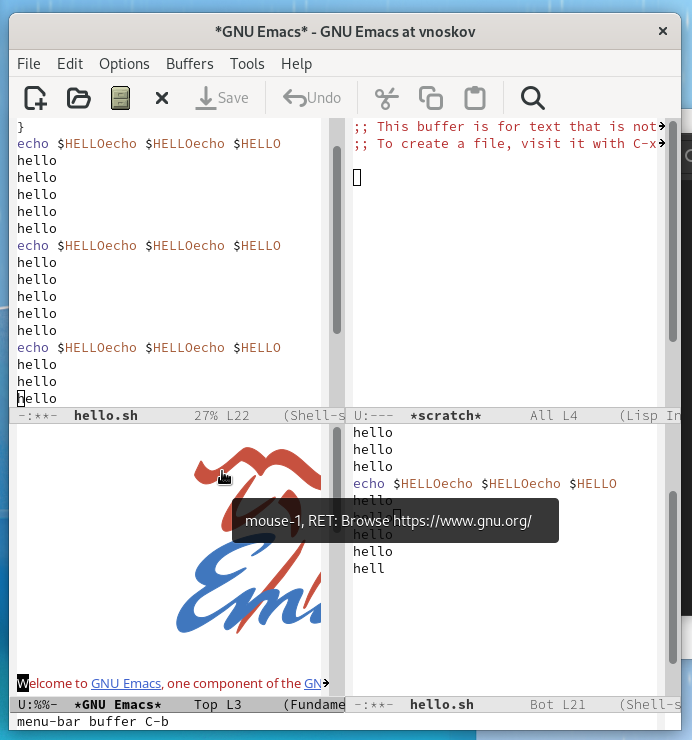 *GNU Emacs* - GNU Emacs at vnoskov
File Edit Options Buffers Tools Help
Save Undo
}
echo $HELLOecho $HELLOecho $HELLO
hello
hello
hello
hello
hello
echo $HELLOecho $HELLOecho $HELLO
hello
hello
hello
hello
hello
echo $HELLOecho $HELLOecho $HELLO
hello
hello
hello
-:**- hello.sh 27% L22 (Shell-s
;; This buffer is for text that is not
;; To create a file, visit it with C-x
U:--- *scratch* All L4 (Lisp In
Em
mouse-1, RET: Browse https://www.gnu.org/
Welcome to GNU Emacs, one component of the GN
U:%%- *GNU Emacs* Top L3 (Fundame
hello
hello
hello
echo $HELLOecho $HELLOecho $HELLO
hello
hello
hello
hello
hell
-:**- hello.sh Bot L21 (Shell-s
menu-bar buffer C-b